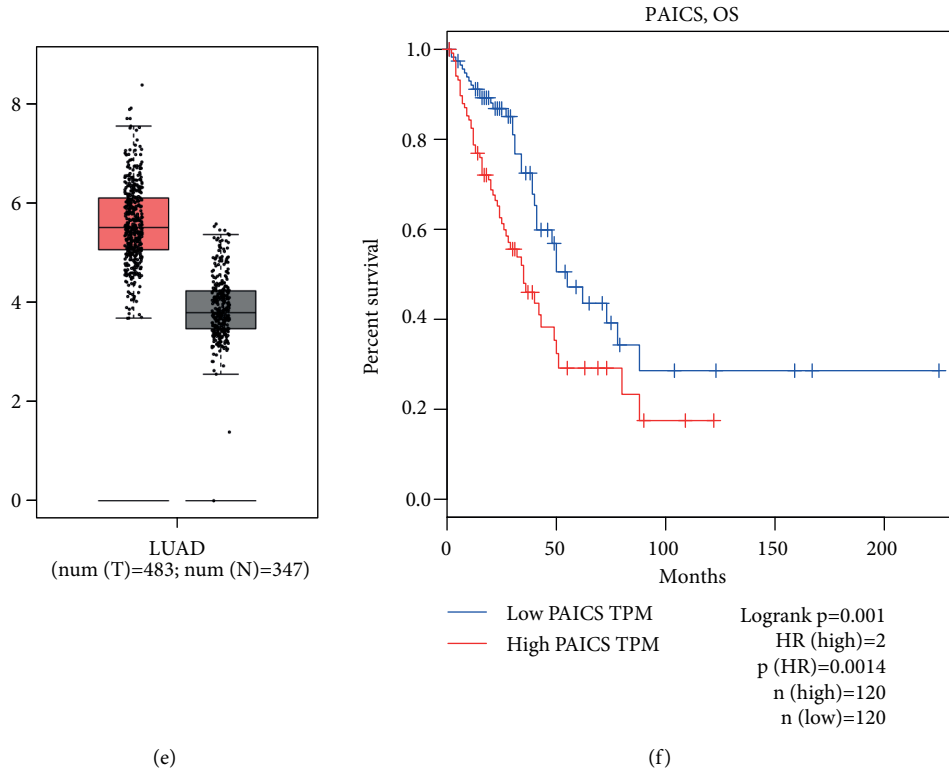 8
6
4
2
0
LUAD
(num (T)=483; num (N)=347)
(e)
PAICS, OS
Percent survival
1.0
0.8
0.6
0.4
0.2
0.0
0 50 100 150 200
Months
Low PAICS TPM
High PAICS TPM
Logrank p=0.001
HR (high)=2
p (HR)=0.0014
n (high)=120
n (low)=120
(f)